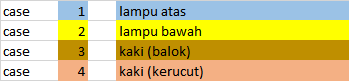 case 1 lampu atas
case 2 lampu bawah
case 3 kaki (balok)
case 4 kaki (kerucut)